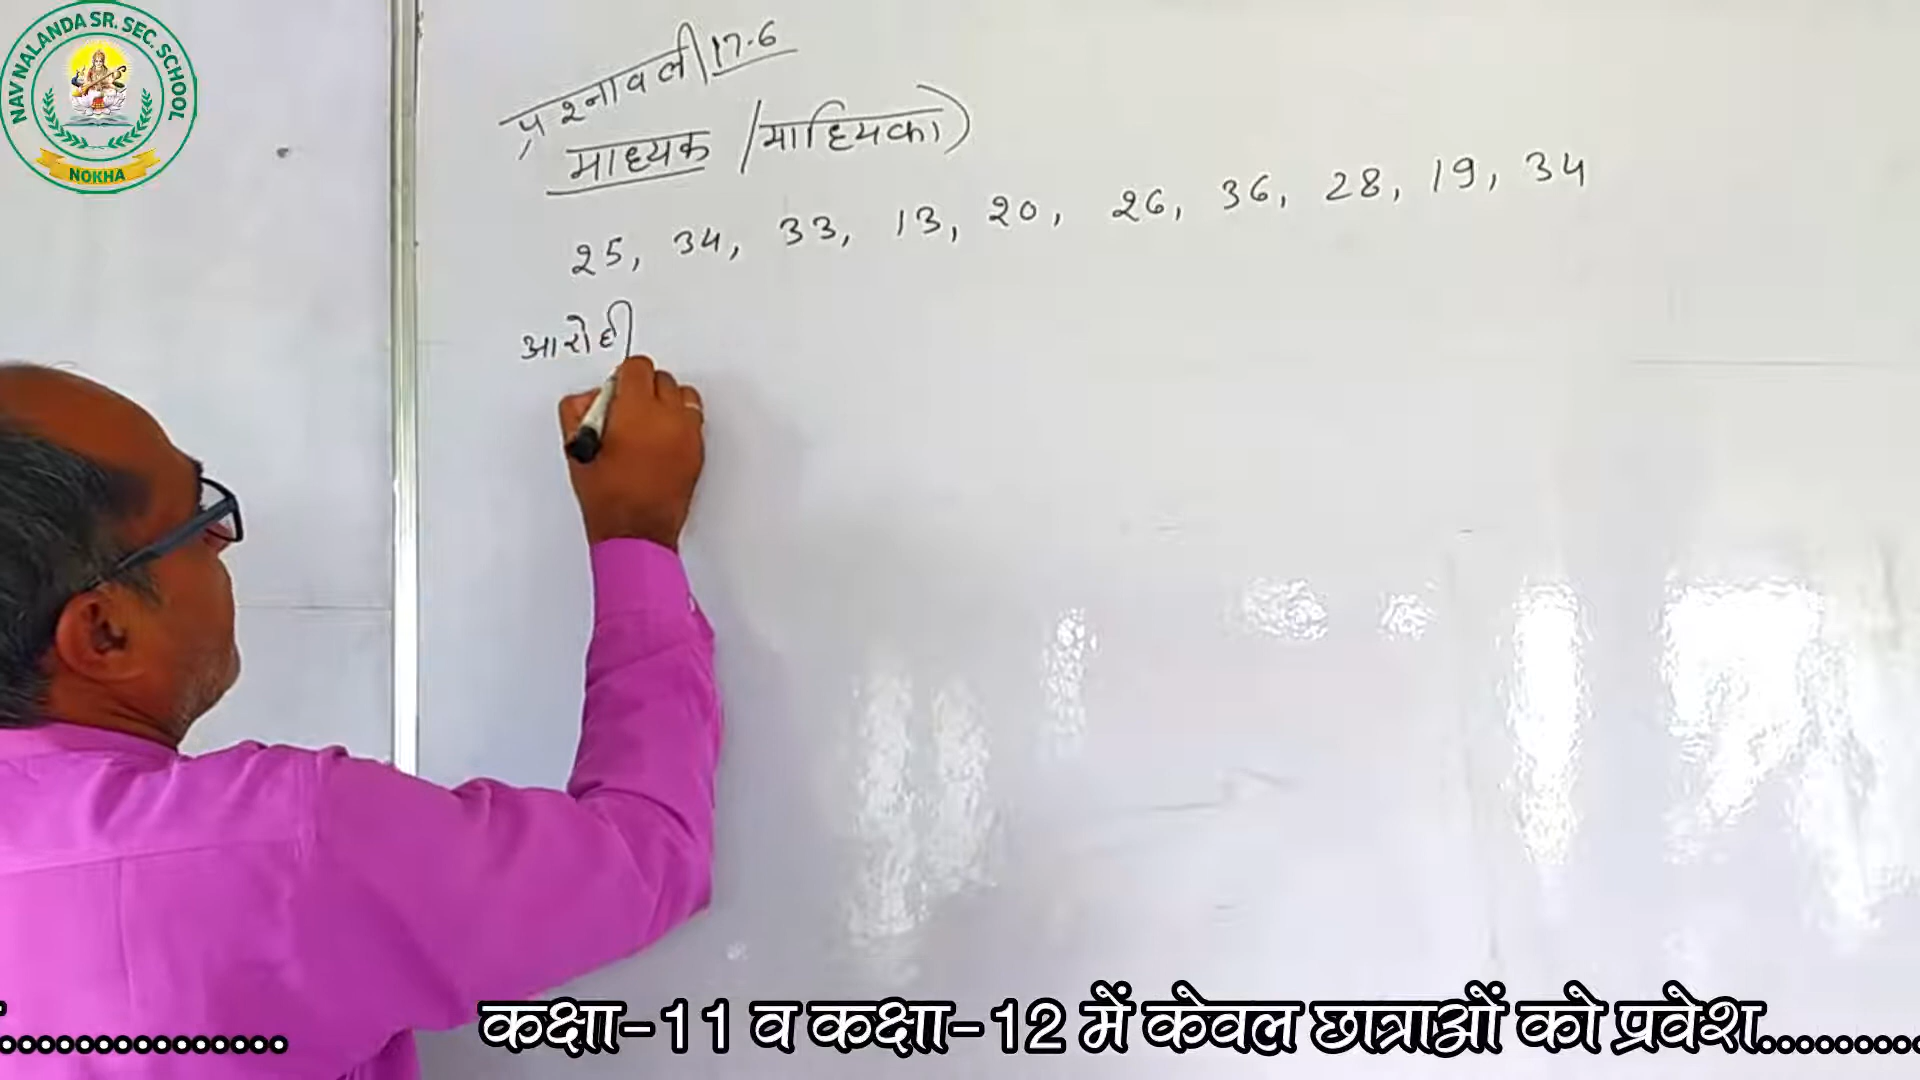 NAV NALANDA SR. SEC. SCHOOL
NOKHA
प्रश्नावली 17.6
माध्यक /माध्यिका)
25, 34, 33, 13, 20, 26, 36, 28, 19, 34
आरोही
कक्षा-11 व कक्षा-12 में केवल छात्राओं को प्रवेश.........